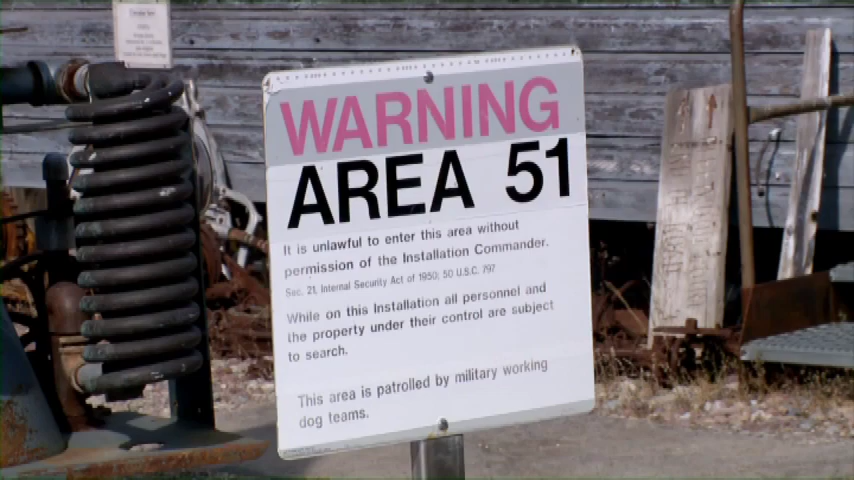 WARNING
AREA 51
It is unlawful to enter this area without
permission of the Installation Commander.
Sec. 21, Internal Security Act of 1950; 50 U.S.C. 797
While on this Installation all personnel and
the property under their control are subject
to search.
This area is patrolled by military working
dog teams.